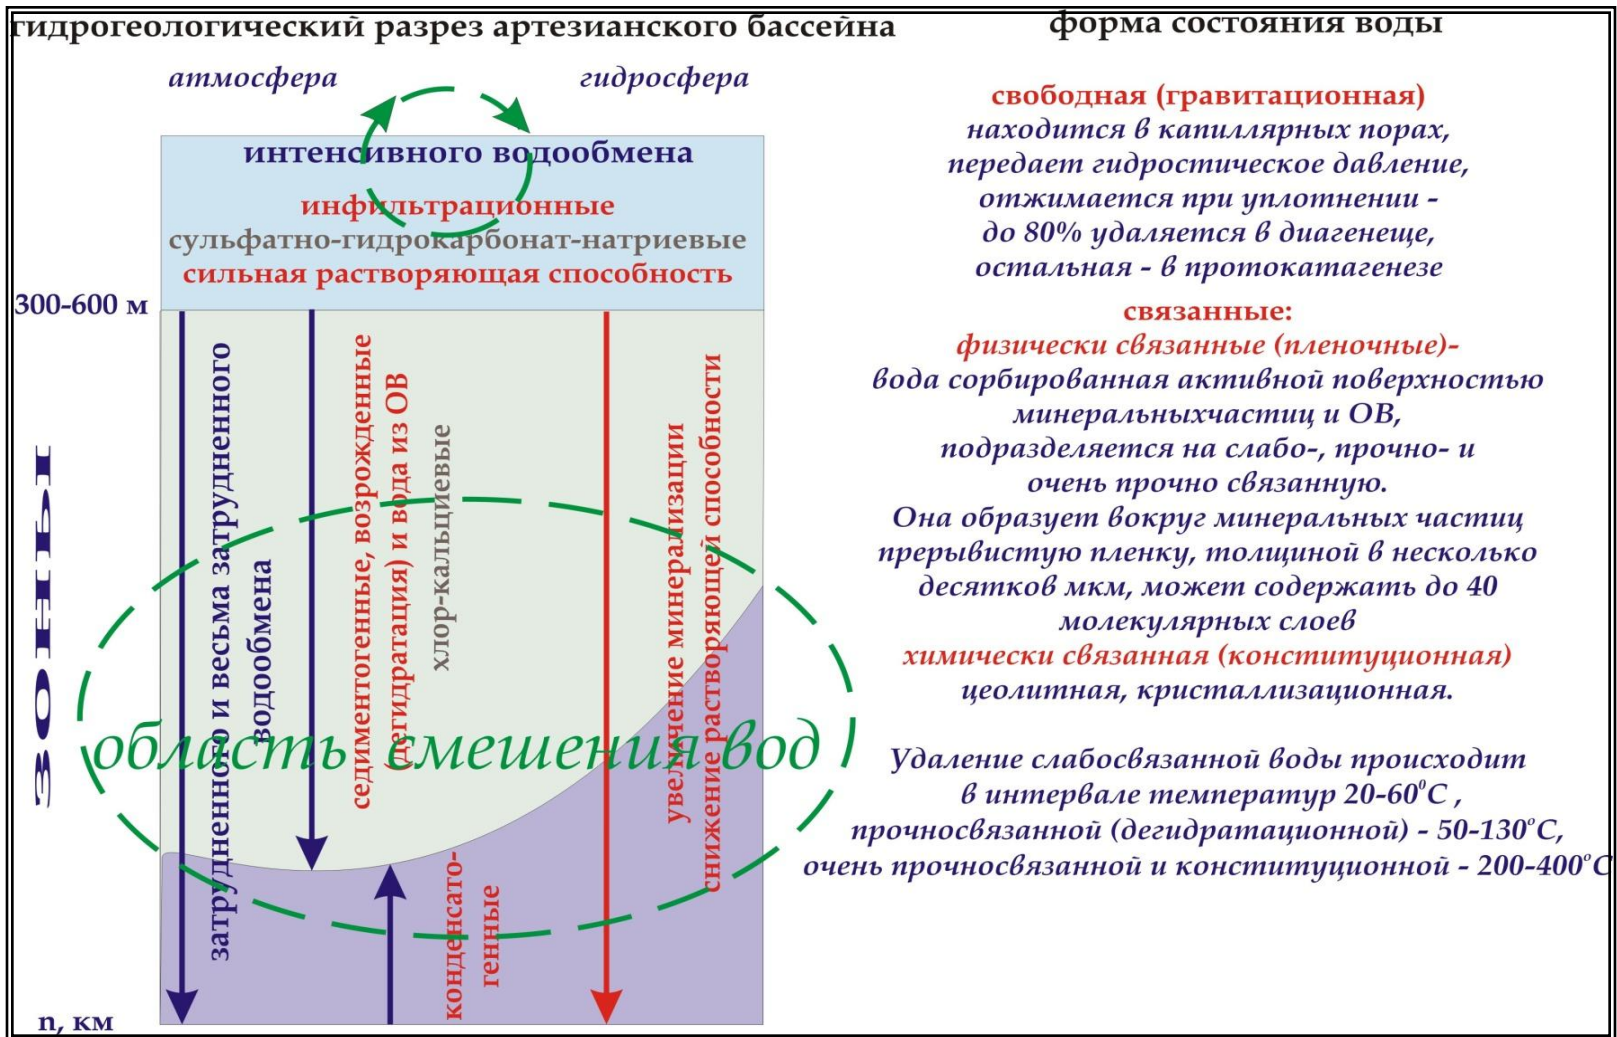 гидрогеологический разрез артезианского бассейна
атмосфера
гидросфера
интенсивного водообмена
инфильтрационные
сульфатно-гидрокарбонат-натриевые
сильная растворяющая способность
300-600 м
ЗОНЫ
затрудненного и весьма затрудненного
водообмена
седиментогенные, возрожденные
(дегидратация) и вода из ОВ
хлор-кальциевые
увеличение минерализации
снижение растворяющей способности
область смешения вод
конденсато-
генные
n, км
форма состояния воды
свободная (гравитационная)
находится в капиллярных порах,
передает гидростическое давление,
отжимается при уплотнении -
до 80% удаляется в диагенеще,
остальная - в протокатагенезе
связанные:
физически связанные (пленочные)-
вода сорбированная активной поверхностью
минеральныхчастиц и ОВ,
подразделяется на слабо-, прочно- и
очень прочно связанную.
Она образует вокруг минеральных частиц
прерывистую пленку, толщиной в несколько
десятков мкм, может содержать до 40
молекулярных слоев
химически связанная (конституционная)
цеолитная, кристаллизационная.
Удаление слабосвязанной воды происходит
в интервале температур 20-60⁰С ,
прочносвязанной (дегидратационной) - 50-130°С,
очень прочносвязанной и конституционной - 200-400°С